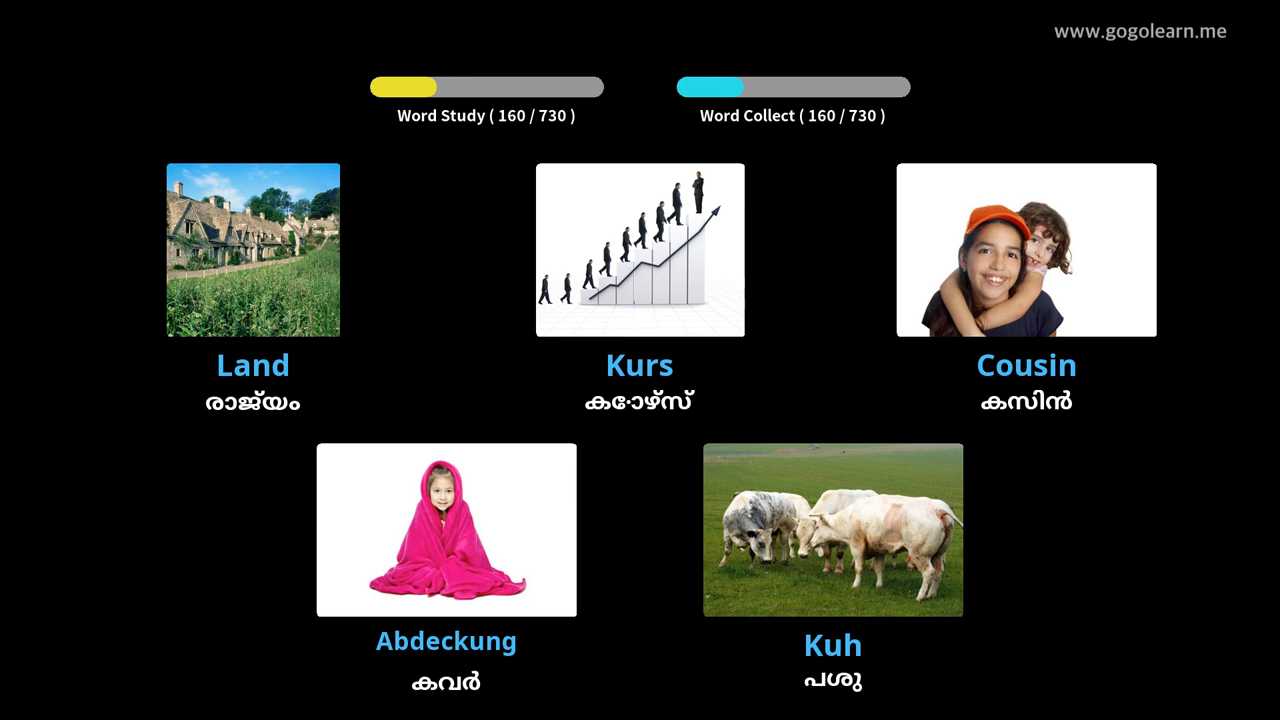 www.gogolearn.me
Word Study ( 160 / 730 )
Word Collect ( 160 / 730 )
Land
രാജ്യം
Kurs
കോഴ്സ്
Cousin
കസിൻ
Abdeckung
കവർ
Kuh
പശു